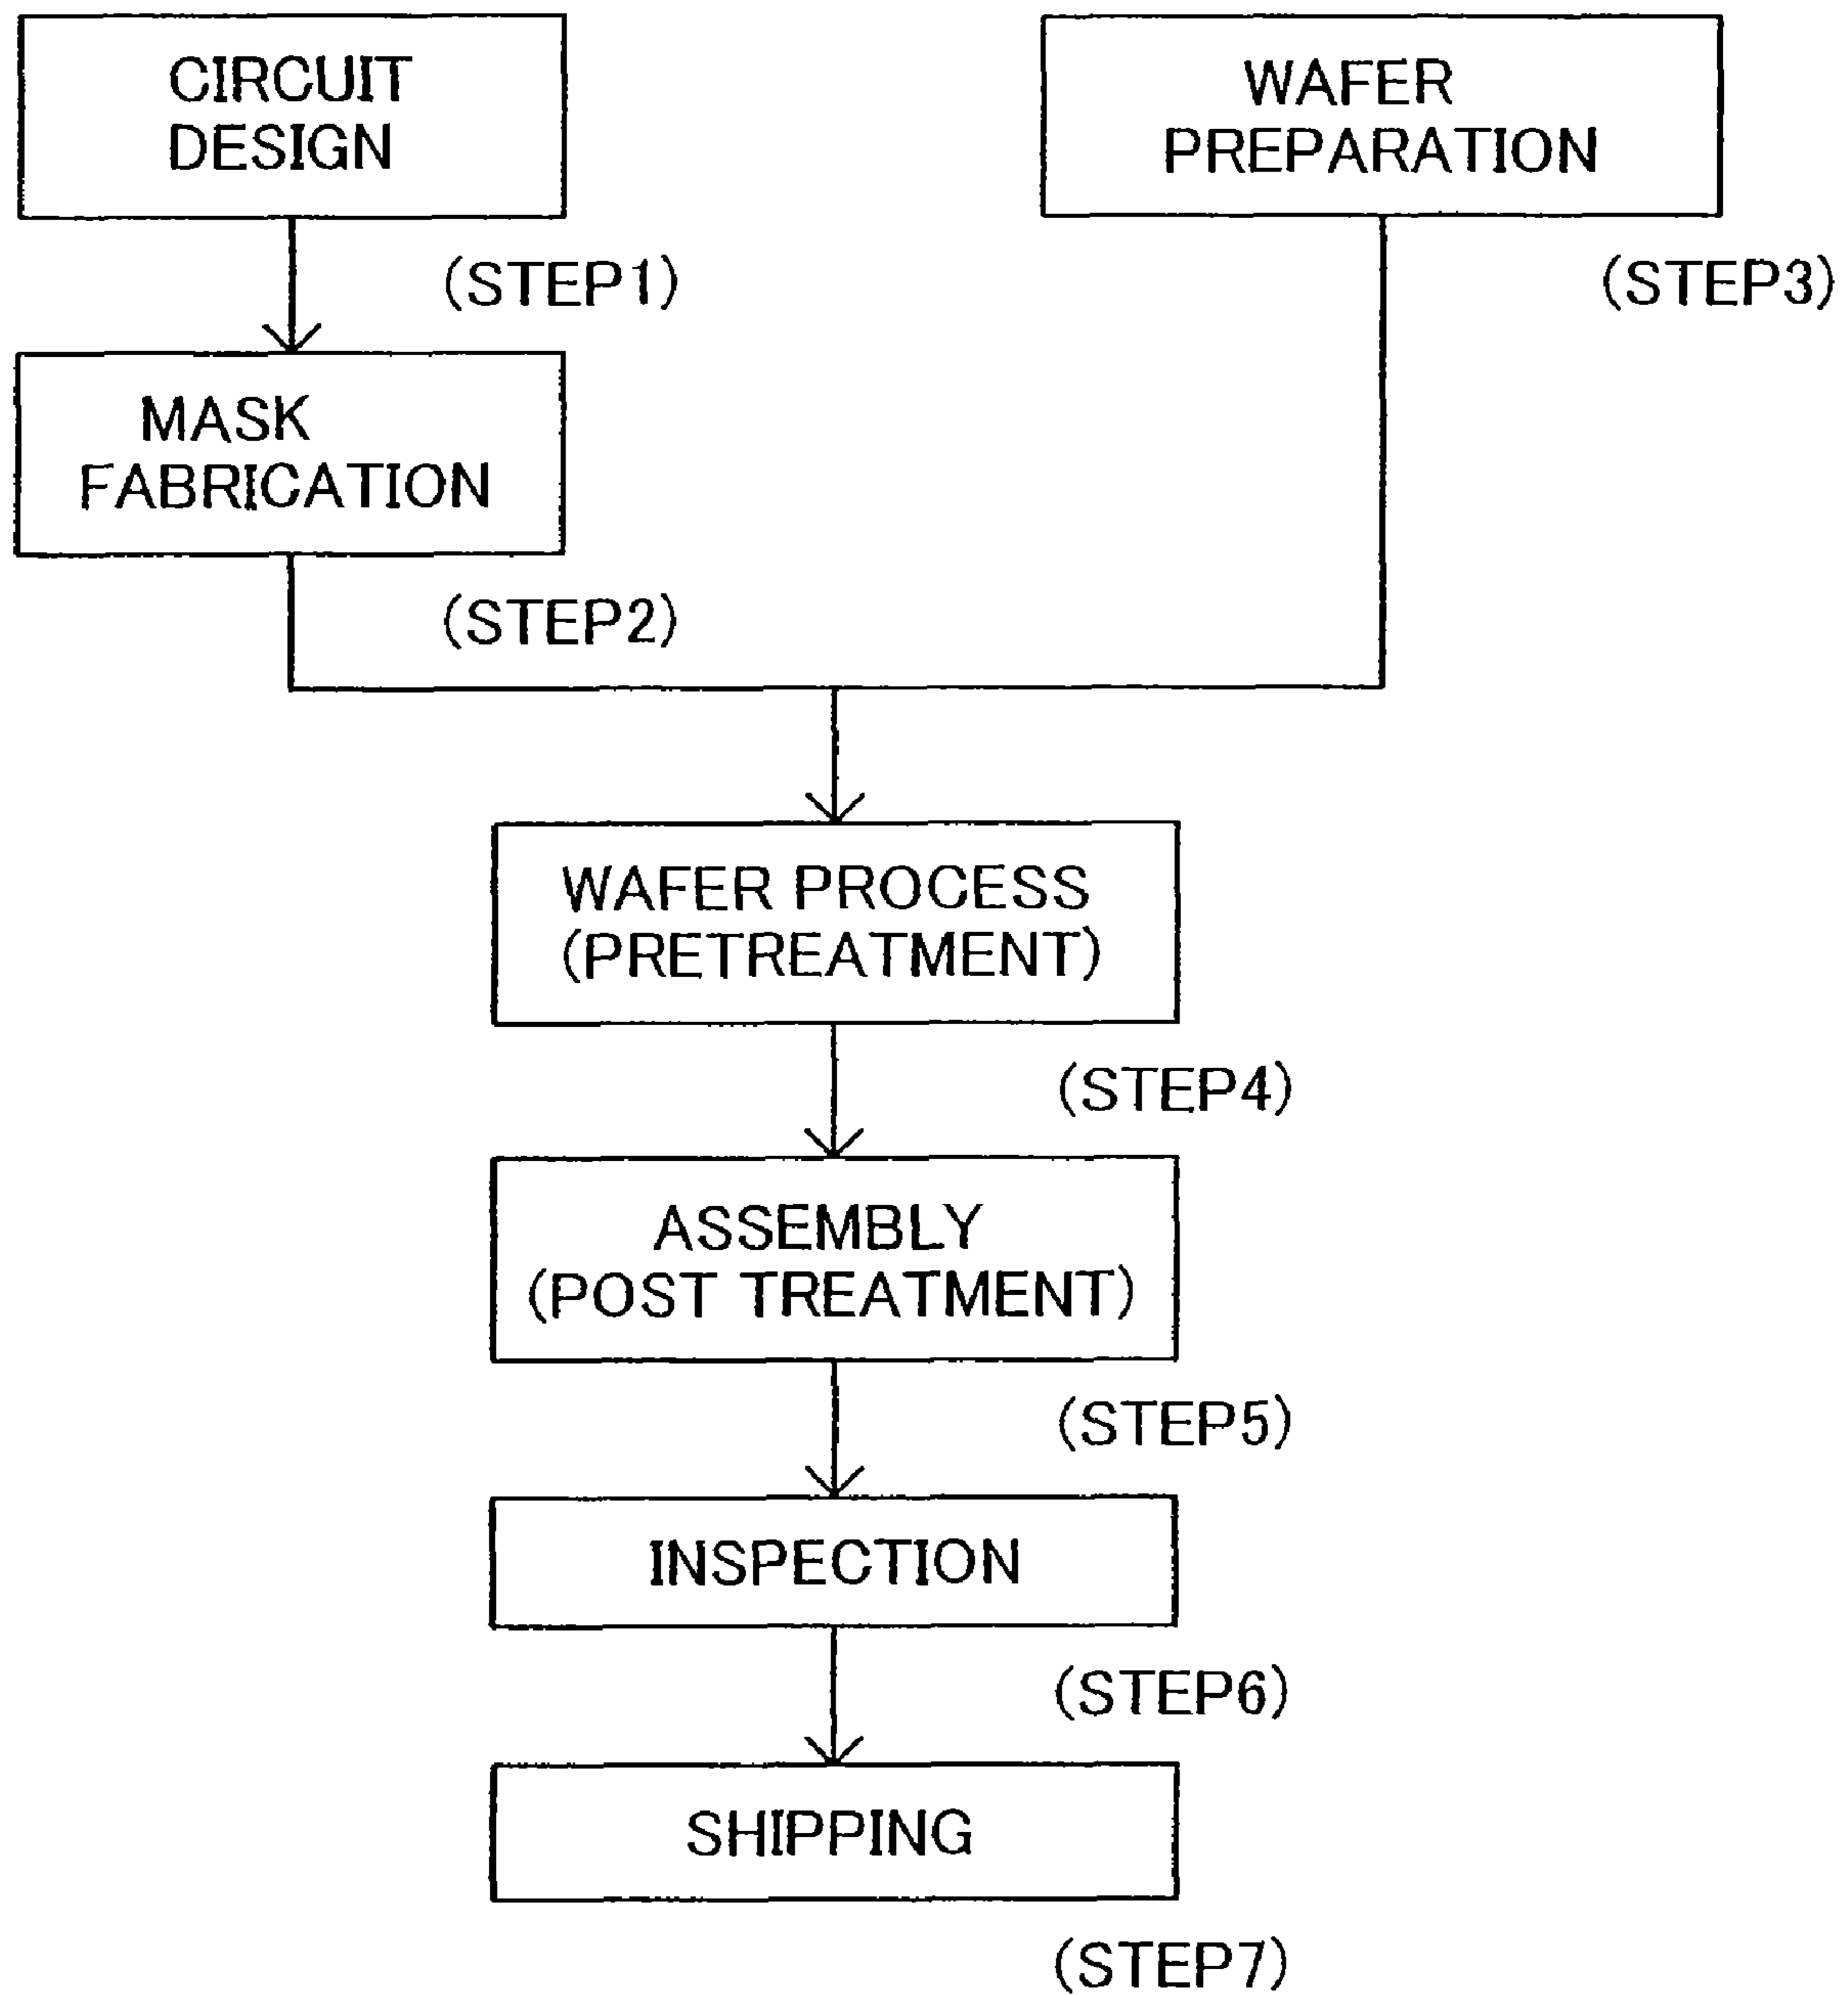 CIRCUIT
DESIGN
(STEP1)
MASK
FABRICATION
(STEP2)
WAFER
PREPARATION
(STEP3)
WAFER PROCESS
(PRETREATMENT)
(STEP4)
ASSEMBLY
(POST TREATMENT)
(STEP5)
INSPECTION
(STEP6)
SHIPPING
(STEP7)